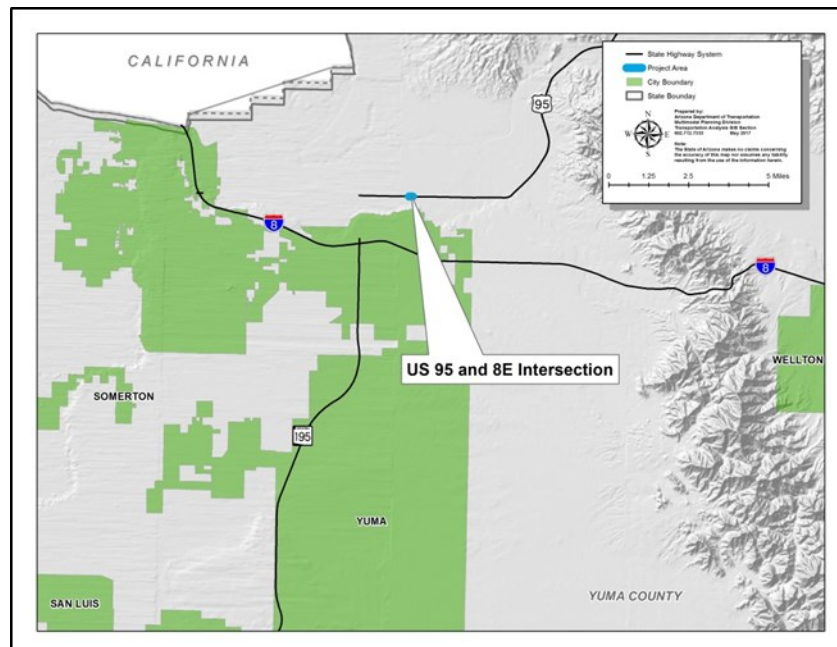 CALIFORNIA
State Highway System
Project Area
City Boundary
State Boundary
Prepared by:
Arizona Department of Transportation
Multimodal Planning Division
Transportation Analysis GIS Section
May 2017
Note:
The State of Arizona makes no claims concerning
the accuracy of this map nor assumes any liability
resulting from the use of the information herein.
N
W E
S
0 1.25 2.5 5 Miles
95
8
8
US 95 and 8E Intersection
WELLTON
SOMERTON
195
YUMA
SAN LUIS
YUMA COUNTY